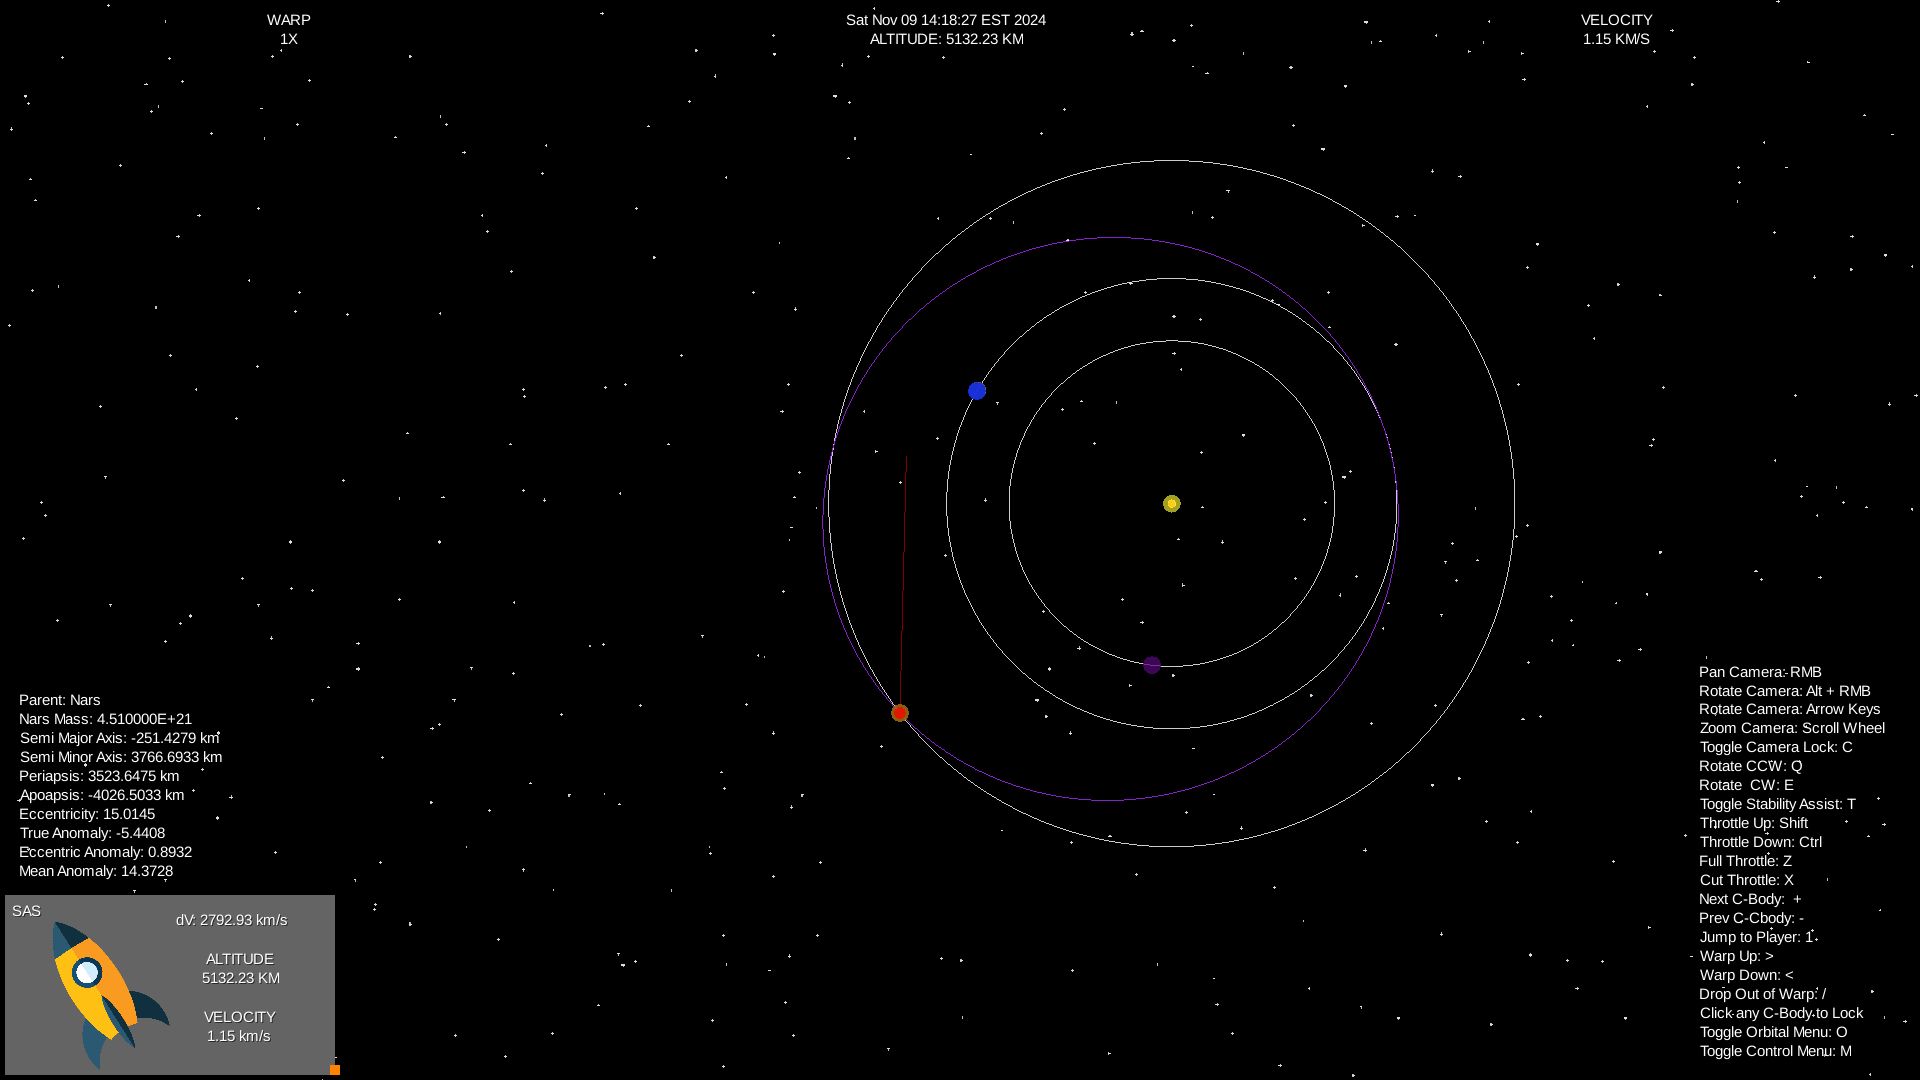 WARP
1X
Sat Nov 09 14:18:27 EST 2024
ALTITUDE: 5132.23 KM
VELOCITY
1.15 KM/S
Parent: Nars
Nars Mass: 4.510000E+21
Semi Major Axis: -251.4279 km
Semi Minor Axis: 3766.6933 km
Periapsis: 3523.6475 km
Apoapsis: -4026.5033 km
Eccentricity: 15.0145
True Anomaly: -5.4408
Eccentric Anomaly: 0.8932
Mean Anomaly: 14.3728
SAS
dV: 2792.93 km/s
ALTITUDE
5132.23 KM
VELOCITY
1.15 km/s
Pan Camera: RMB
Rotate Camera: Alt + RMB
Rotate Camera: Arrow Keys
Zoom Camera: Scroll Wheel
Toggle Camera Lock: C
Rotate CCW: Q
Rotate  CW: E
Toggle Stability Assist: T
Throttle Up: Shift
Throttle Down: Ctrl
Full Throttle: Z
Cut Throttle: X
Next C-Body:  +
Prev C-Cbody: -
Jump to Player: 1
Warp Up: >
Warp Down: <
Drop Out of Warp: /
Click any C-Body to Lock
Toggle Orbital Menu: O
Toggle Control Menu: M